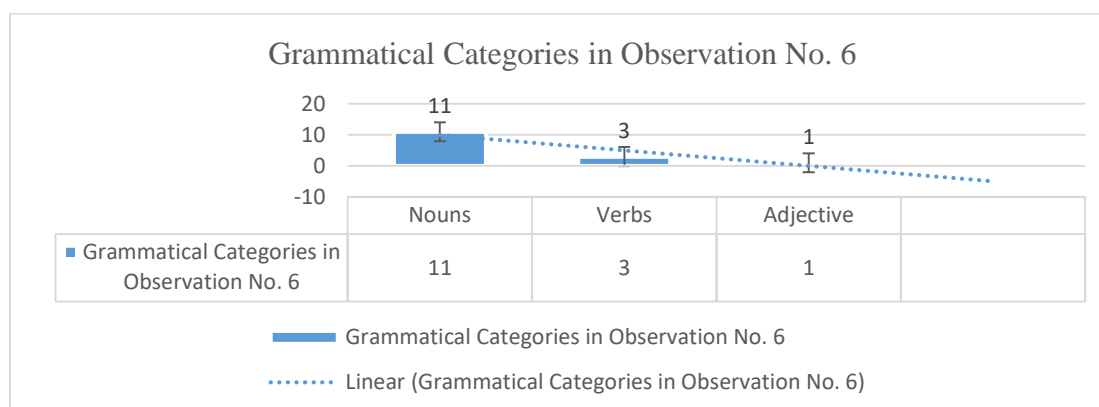 Grammatical Categories in Observation No. 6
20
10
0
-10
11
3
1
Nouns Verbs Adjective
Grammatical Categories in
Observation No. 6
11 3 1
Grammatical Categories in Observation No. 6
Linear (Grammatical Categories in Observation No. 6)